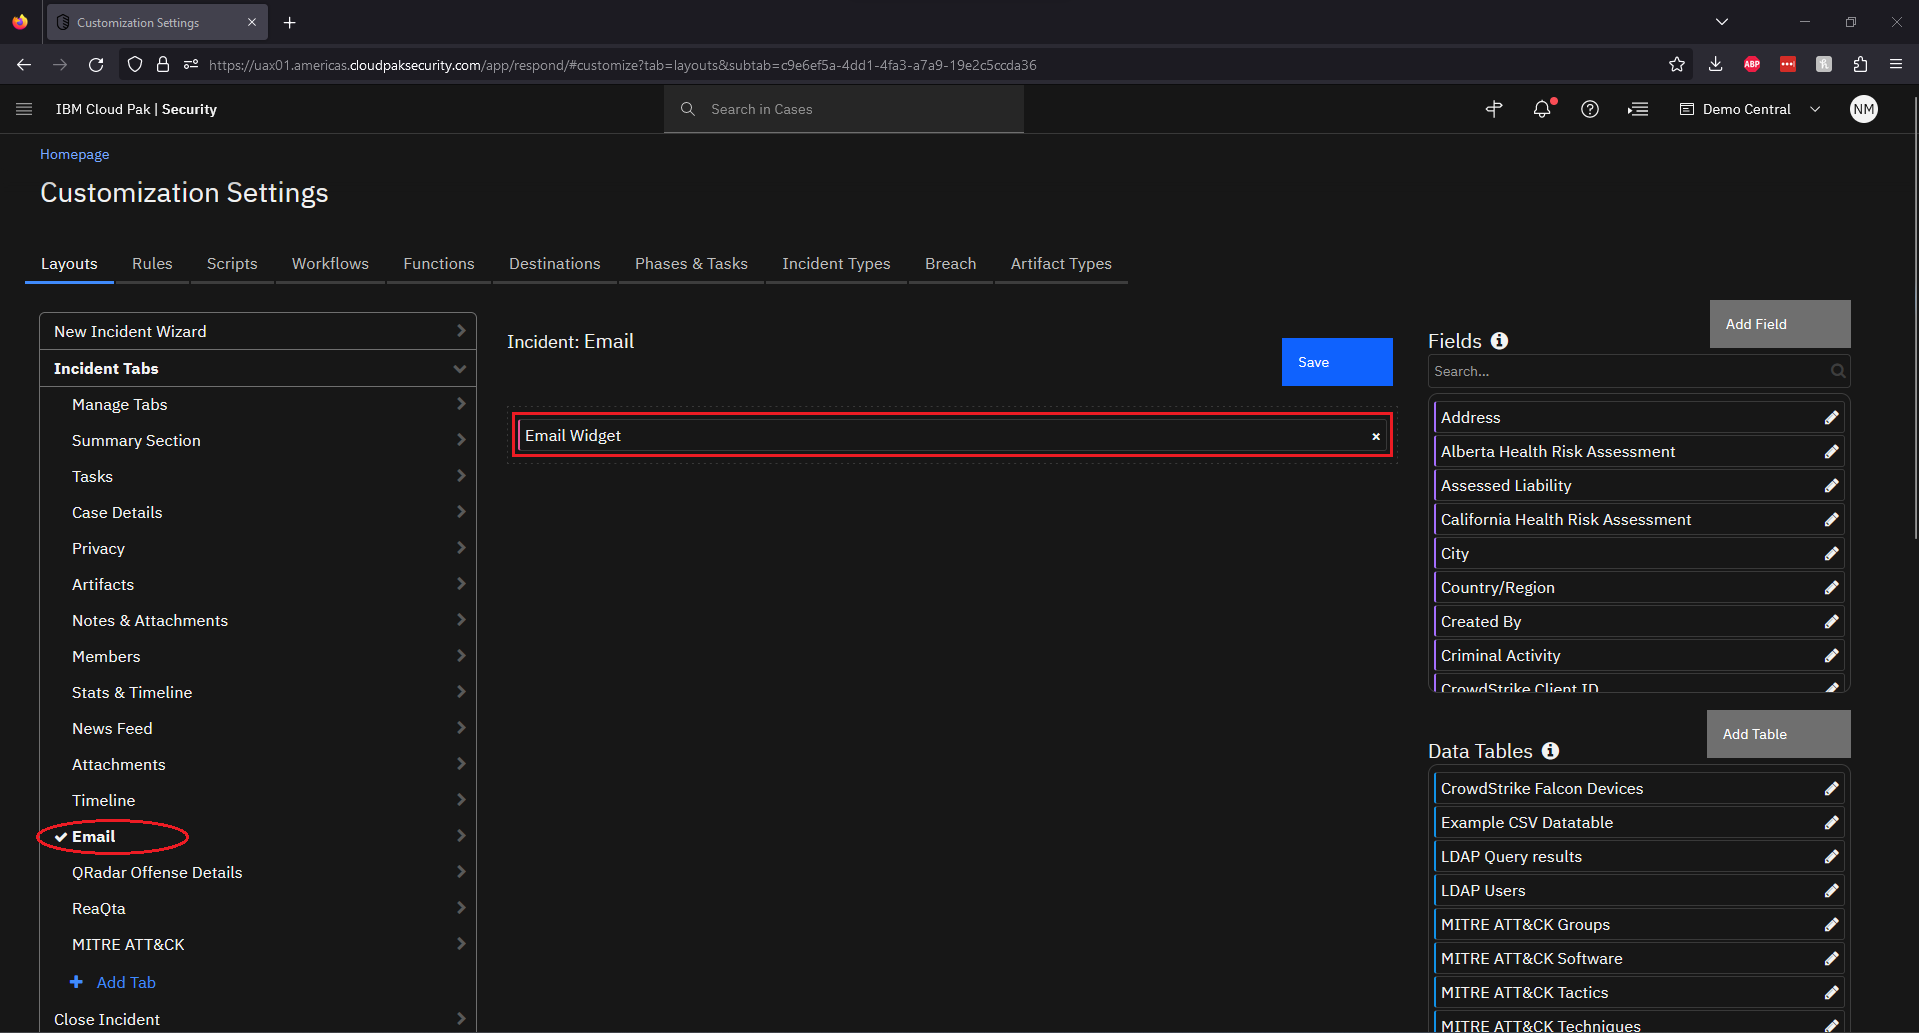 Customization Settings
https://uax01.americas.cloudpaksecurity.com/app/respond/#customize?tab=layouts&subtab=c9e6ef5a-4dd1-4fa3-a7a9-19e2c5ccda36
ABP
IBM Cloud Pak | Security
Search in Cases
Demo Central
NM
Homepage
Customization Settings
Layouts
Rules
Scripts
Workflows
Functions
Destinations
Phases & Tasks
Incident Types
Breach
Artifact Types
New Incident Wizard
Incident Tabs
Manage Tabs
Summary Section
Tasks
Case Details
Privacy
Artifacts
Notes & Attachments
Members
Stats & Timeline
News Feed
Attachments
Timeline
Email
QRadar Offense Details
ReaQta
MITRE ATT&CK
Add Tab
Close Incident
Incident: Email
Save
Email Widget
Fields
Add Field
Search...
Address
Alberta Health Risk Assessment
Assessed Liability
California Health Risk Assessment
City
Country/Region
Created By
Criminal Activity
CrowdStrike Client ID
Data Tables
Add Table
CrowdStrike Falcon Devices
Example CSV Datatable
LDAP Query results
LDAP Users
MITRE ATT&CK Groups
MITRE ATT&CK Software
MITRE ATT&CK Tactics
MITRE ATT&CK Techniques